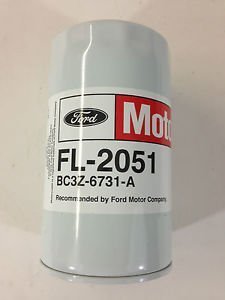 Ford
Moto
FL-2051
BC3Z-6731-A
Recommended by Ford Motor Company.